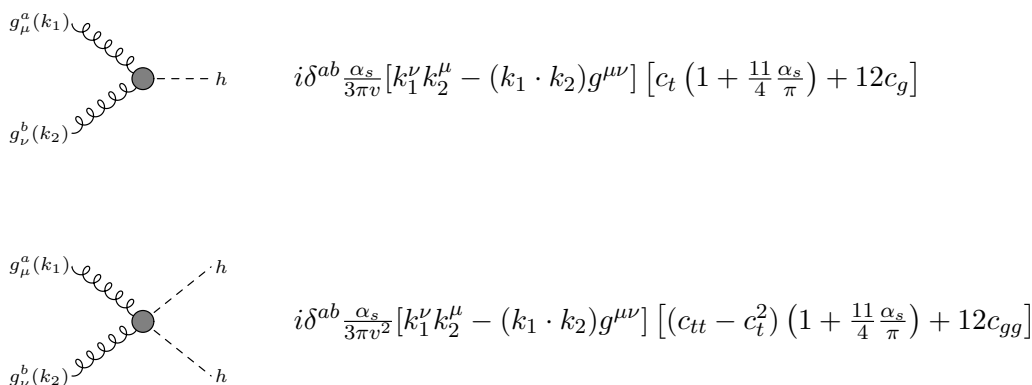 g^a_μ(k_1)
h
iδ^{ab} \frac{α_s}{3πv} [k_1^ν k_2^μ − (k_1 · k_2)g^{μν}] [c_t (1 + \frac{11}{4} \frac{α_s}{π}) + 12c_g]
g^b_ν(k_2)
g^a_μ(k_1)
h
iδ^{ab} \frac{α_s}{3πv^2} [k_1^ν k_2^μ − (k_1 · k_2)g^{μν}] [(c_{tt} − c_t^2) (1 + \frac{11}{4} \frac{α_s}{π}) + 12c_{gg}]
g^b_ν(k_2)
h